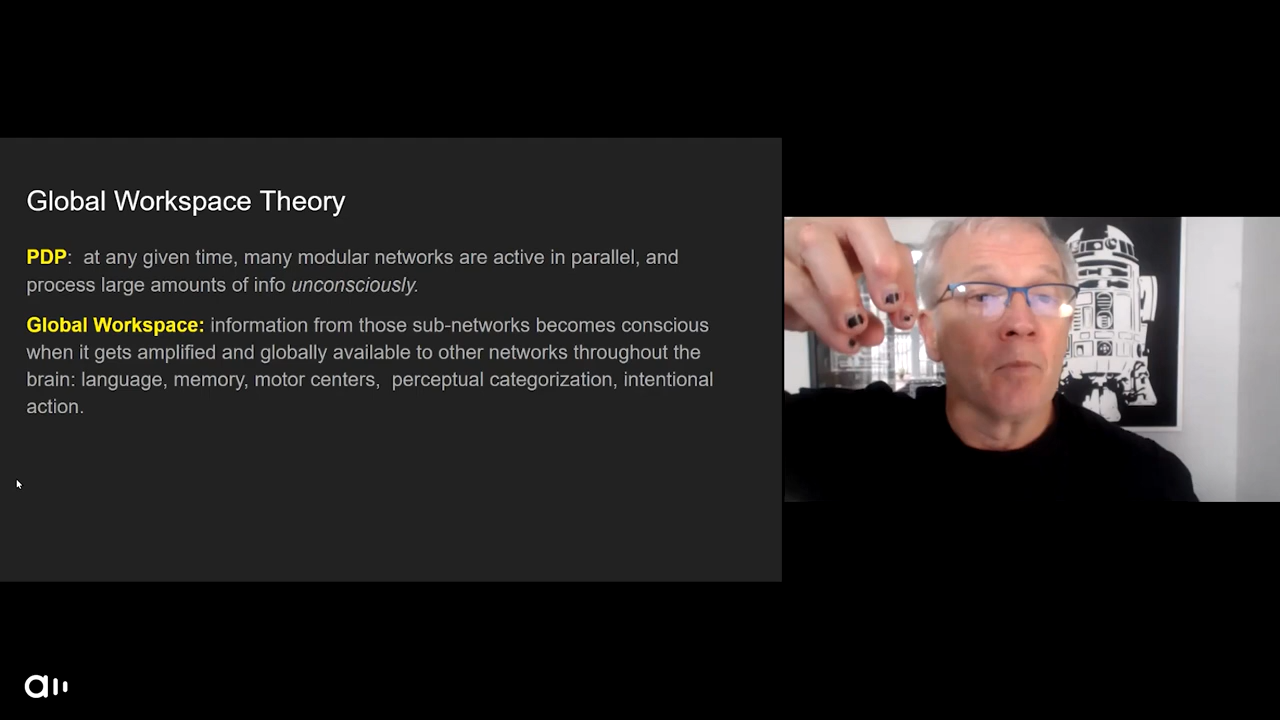 Global Workspace Theory
PDP:  at any given time, many modular networks are active in parallel, and
process large amounts of info unconsciously.
Global Workspace: information from those sub-networks becomes conscious
when it gets amplified and globally available to other networks throughout the
brain: language, memory, motor centers,  perceptual categorization, intentional
action.